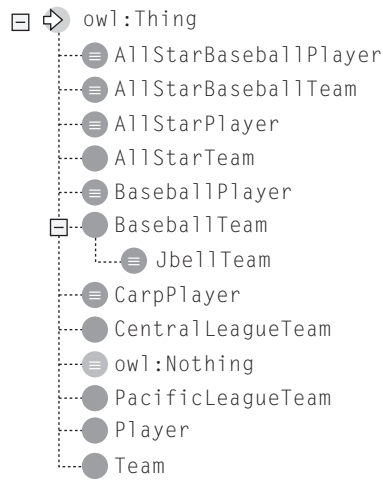 owl:Thing
AllStarBaseballPlayer
AllStarBaseballTeam
AllStarPlayer
AllStarTeam
BaseballPlayer
BaseballTeam
JbellTeam
CarpPlayer
CentralLeagueTeam
owl:Nothing
PacificLeagueTeam
Player
Team